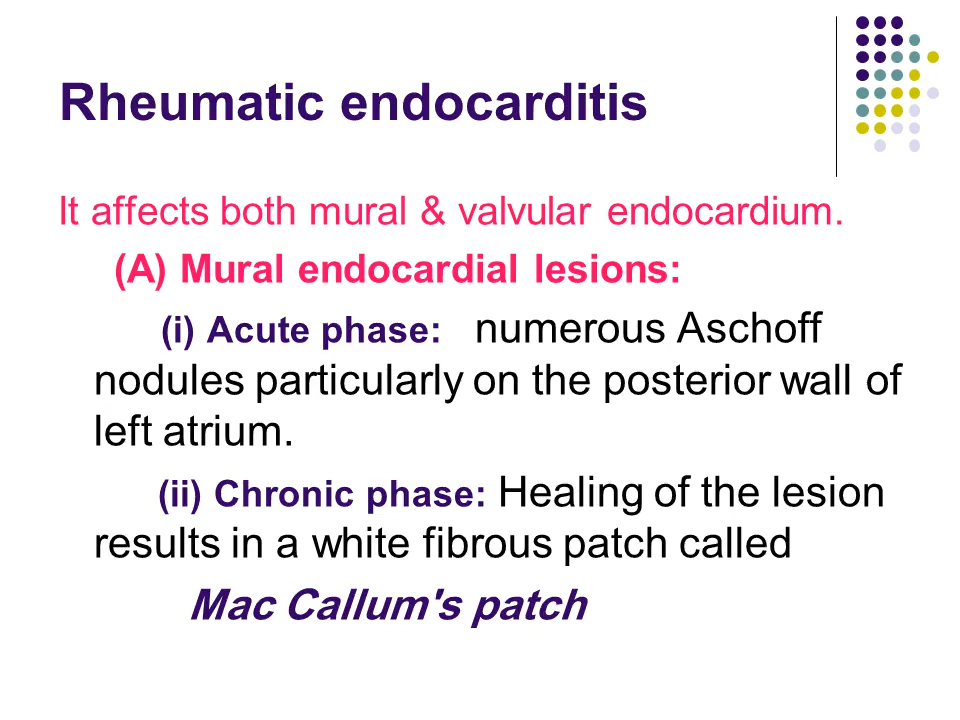 Rheumatic endocarditis
It affects both mural & valvular endocardium.
(A) Mural endocardial lesions:
(i) Acute phase: numerous Aschoff
nodules particularly on the posterior wall of
left atrium.
(ii) Chronic phase: Healing of the lesion
results in a white fibrous patch called
Mac Callum's patch